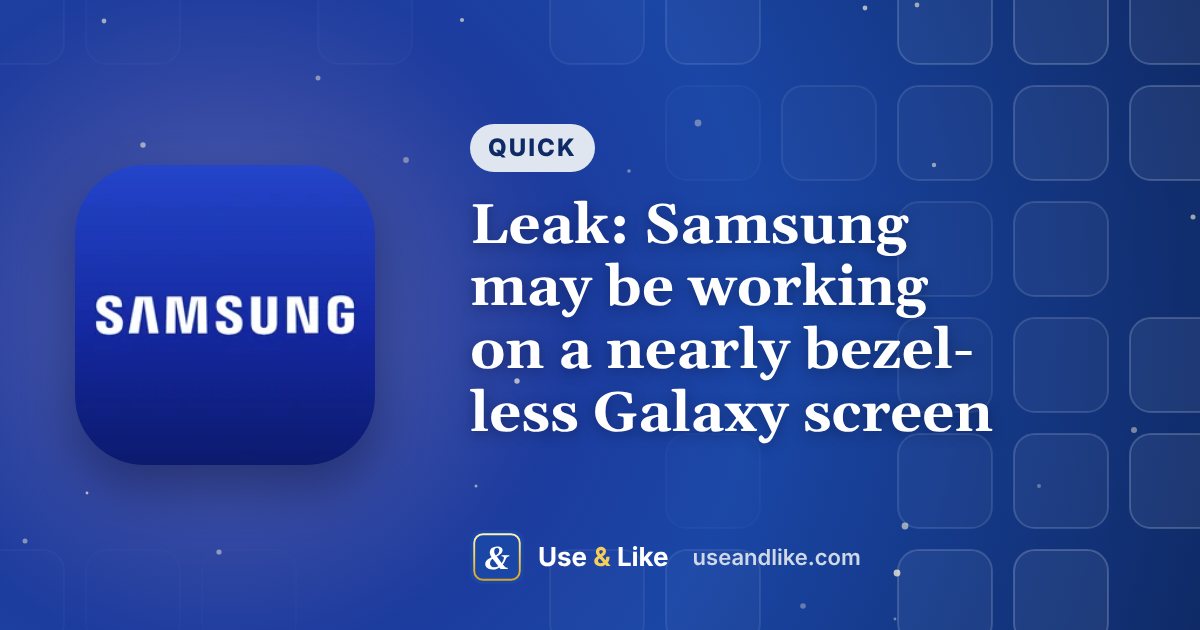 SAMSUNG
QUICK
Leak: Samsung
may be working
on a nearly bezel-
less Galaxy screen
& Use & Like useandlike.com